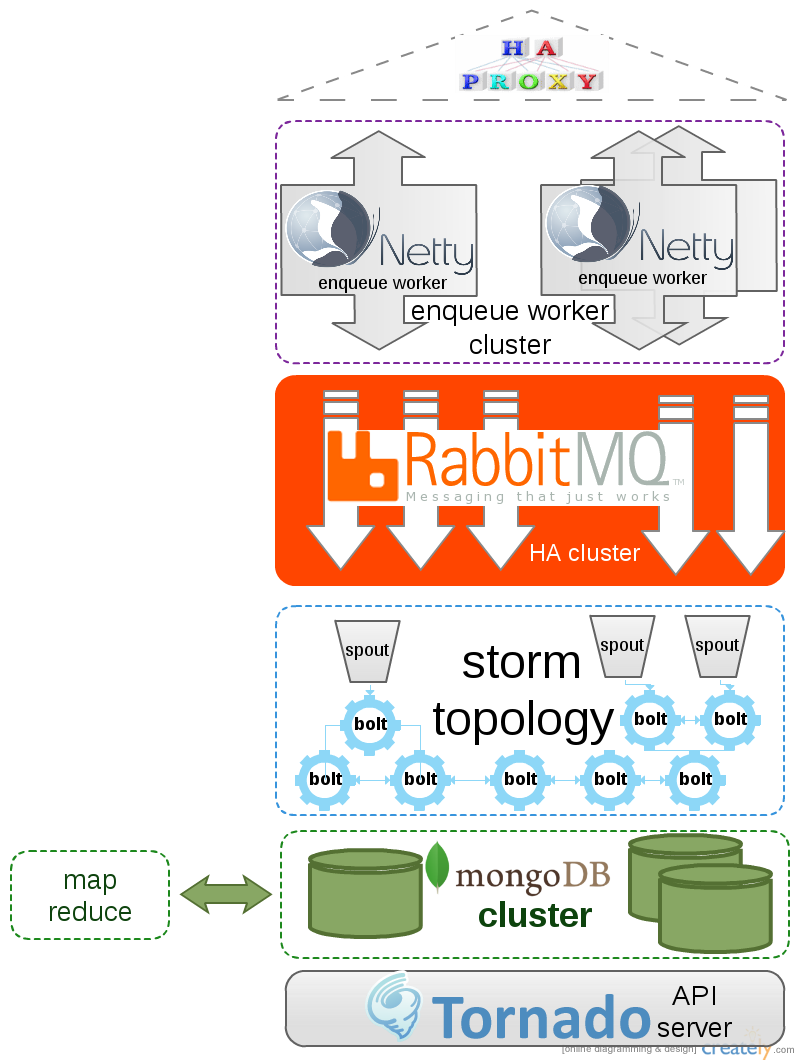 HA
PROXY
Netty
enqueue worker
Netty
enqueue worker
enqueue worker
cluster
RabbitMQ™
Messaging that just works
HA cluster
spout
spout
spout
storm
topology
bolt
bolt
bolt
bolt
bolt
bolt
bolt
bolt
map
reduce
mongoDB
cluster
Tornado
API
server
[online diagramming & design] creately.com